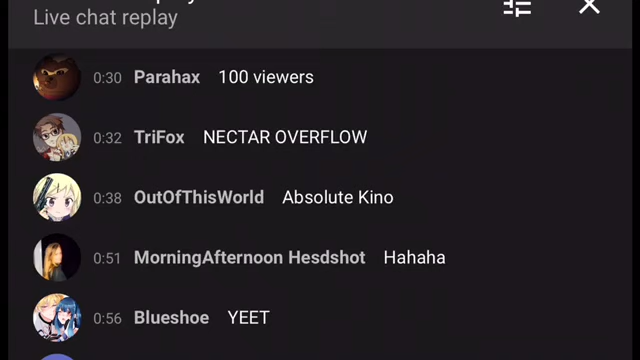 Live chat replay
0:30 Parahax 100 viewers
0:32 TriFox NECTAR OVERFLOW
0:38 OutOfThisWorld Absolute Kino
0:51 MorningAfternoon Hesdshot Hahaha
0:56 Blueshoe YEET